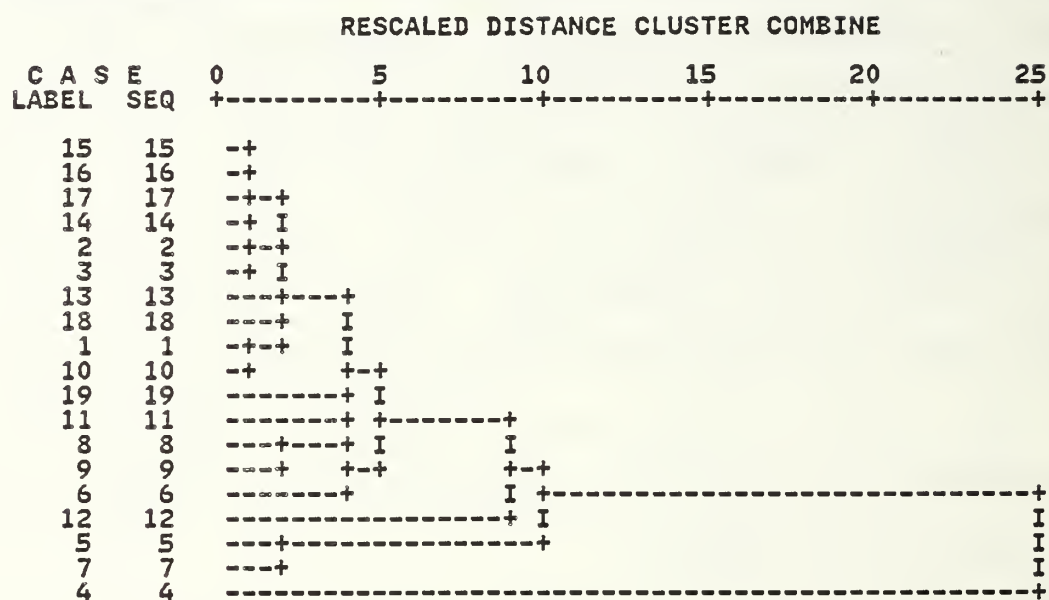 RESCALED DISTANCE CLUSTER COMBINE
C A S E      0         5        10        15        20        25
LABEL  SEQ   +---------+---------+---------+---------+---------+
15    15   -+
16    16   -+
17    17   -+-+
14    14   -+ I
2     2   -+-+
3     3   -+ I
13    13   ---+---+
18    18   ---+   I
1     1   -+-+   I
10    10   -+     +-+
19    19   -------+ I
11    11   -------+ +-------+
8     8   ---+---+ I       I
9     9   ---+   +-+       +-+
6     6   -------+         I +-----------------------------+
12    12   -----------------+ I                             I
5     5   ---+---------------+                             I
7     7   ---+                                             I
4     4   -------------------------------------------------+